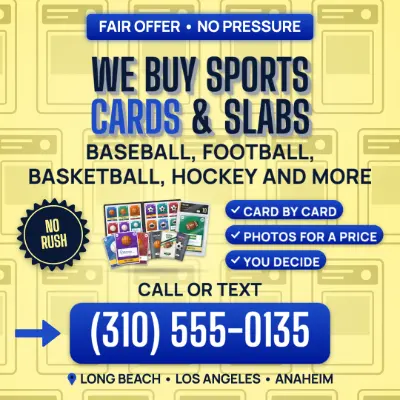 FAIR OFFER • NO PRESSURE
WE BUY SPORTS
CARDS & SLABS
BASEBALL, FOOTBALL,
BASKETBALL, HOCKEY AND MORE
NO
RUSH
CARD BY CARD
PHOTOS FOR A PRICE
YOU DECIDE
CALL OR TEXT
(310) 555-0135
LONG BEACH • LOS ANGELES • ANAHEIM